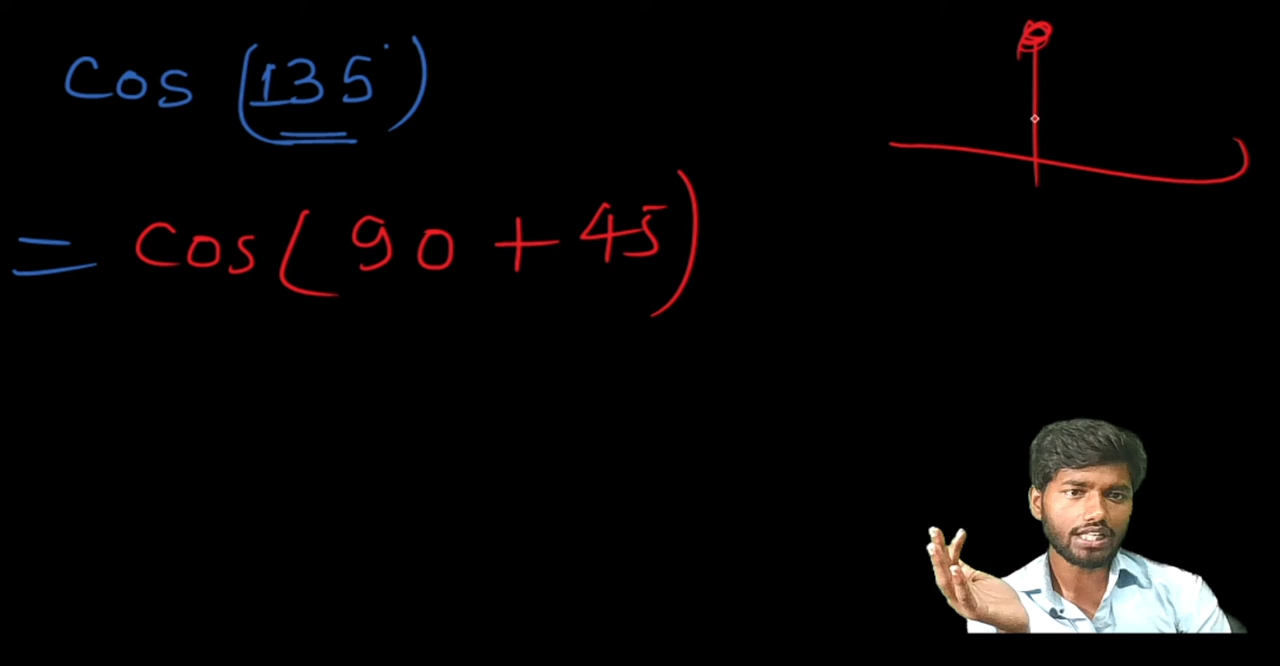 cos (135°)
= cos( 90 + 45)